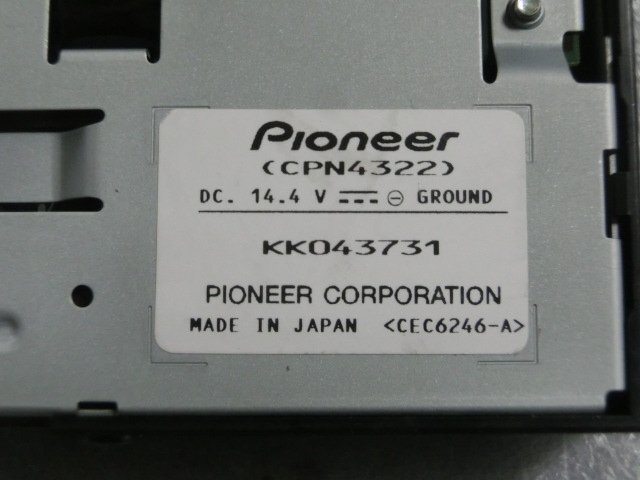 Pioneer
(CPN4322)
DC. 14.4 V ⎓ ⊖ GROUND
KK043731
PIONEER CORPORATION
MADE IN JAPAN <CEC6246-A>